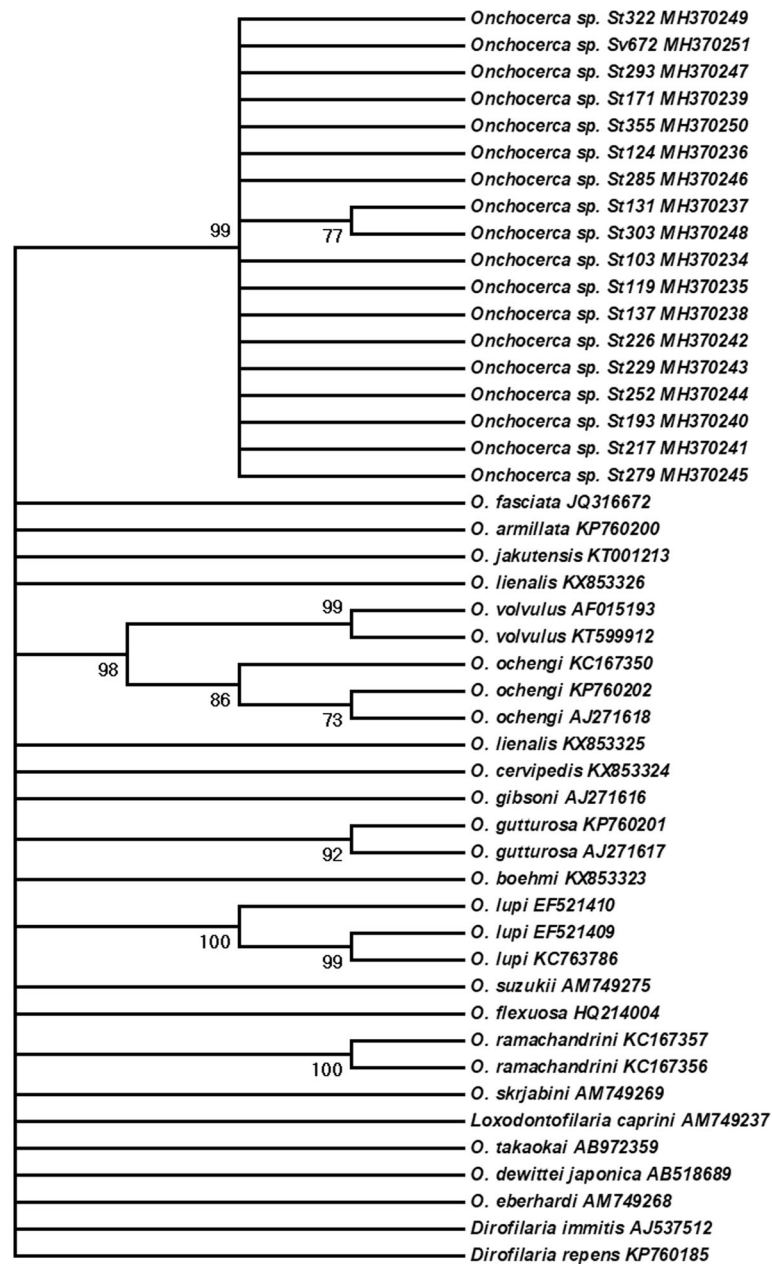 Onchocerca sp. St322 MH370249
Onchocerca sp. Sv672 MH370251
Onchocerca sp. St293 MH370247
Onchocerca sp. St171 MH370239
Onchocerca sp. St355 MH370250
Onchocerca sp. St124 MH370236
Onchocerca sp. St285 MH370246
Onchocerca sp. St131 MH370237
99
77
Onchocerca sp. St303 MH370248
Onchocerca sp. St103 MH370234
Onchocerca sp. St119 MH370235
Onchocerca sp. St137 MH370238
Onchocerca sp. St226 MH370242
Onchocerca sp. St229 MH370243
Onchocerca sp. St252 MH370244
Onchocerca sp. St193 MH370240
Onchocerca sp. St217 MH370241
Onchocerca sp. St279 MH370245
O. fasciata JQ316672
O. armillata KP760200
O. jakutensis KT001213
O. lienalis KX853326
99
O. volvulus AF015193
O. volvulus KT599912
98
O. ochengi KC167350
86
O. ochengi KP760202
73
O. ochengi AJ271618
O. lienalis KX853325
O. cervipedis KX853324
O. gibsoni AJ271616
O. gutturosa KP760201
92
O. gutturosa AJ271617
O. boehmi KX853323
O. lupi EF521410
100
O. lupi EF521409
99
O. lupi KC763786
O. suzukii AM749275
O. flexuosa HQ214004
O. ramachandrini KC167357
100
O. ramachandrini KC167356
O. skrjabini AM749269
Loxodontofilaria caprini AM749237
O. takaokai AB972359
O. dewittei japonica AB518689
O. eberhardi AM749268
Dirofilaria immitis AJ537512
Dirofilaria repens KP760185